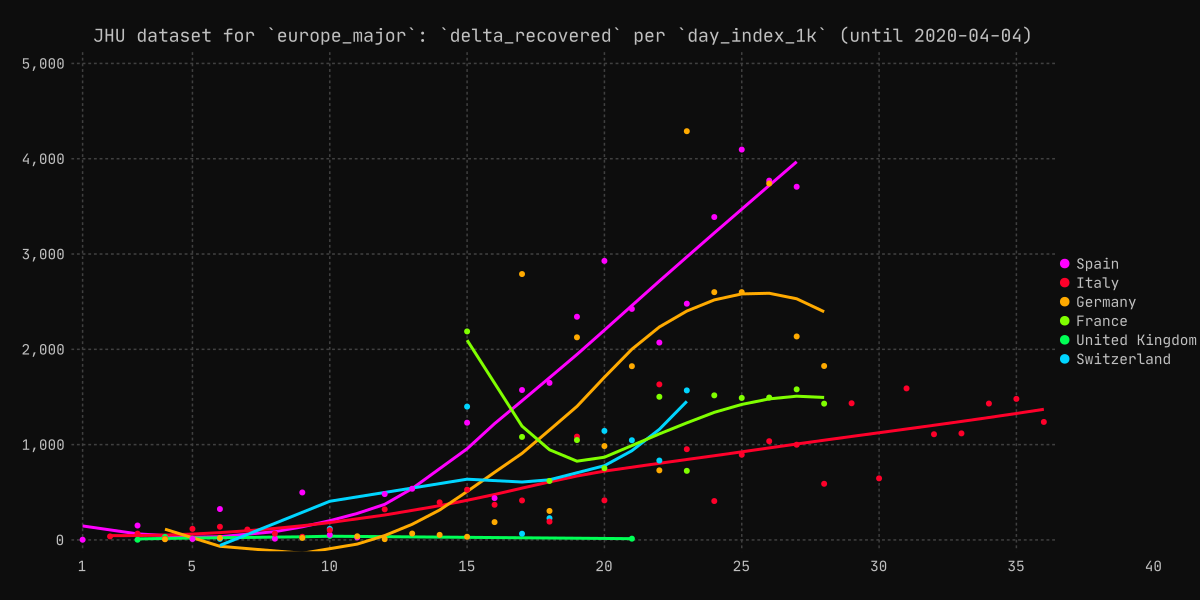 JHU dataset for `europe_major`: `delta_recovered` per `day_index_1k` (until 2020-04-04)
5,000
4,000
3,000
2,000
1,000
0
Spain
Italy
Germany
France
United Kingdom
Switzerland
1 5 10 15 20 25 30 35 40